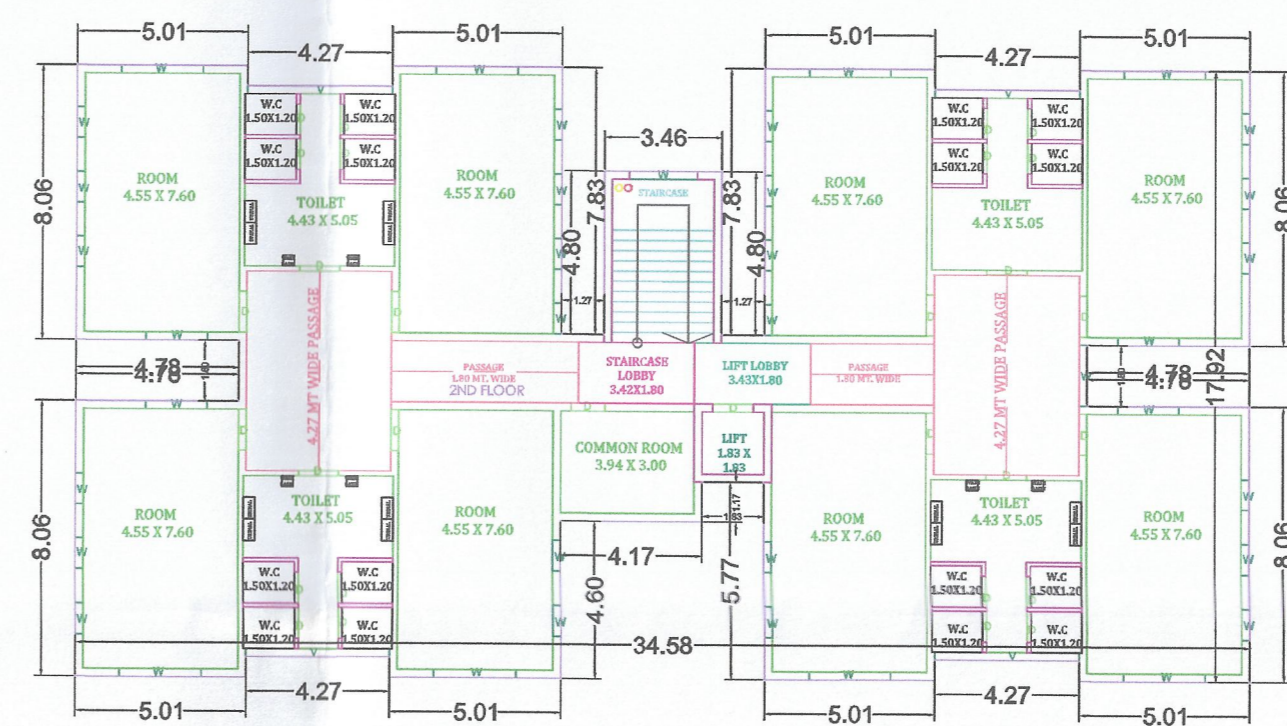 5.01
4.27
5.01
5.01
4.27
5.01
W
W
W
W
V
V
W.C
1.50X1.20
W.C
1.50X1.20
W.C
1.50X1.20
W.C
1.50X1.20
W.C
1.50X1.20
W.C
1.50X1.20
W.C
1.50X1.20
W.C
1.50X1.20
3.46
8.06
ROOM
4.55 X 7.60
ROOM
4.55 X 7.60
STAIRCASE
7.83
7.83
4.80
4.80
1.27
1.27
ROOM
4.55 X 7.60
ROOM
4.55 X 7.60
8.06
TOILET
4.43 X 5.05
TOILET
4.43 X 5.05
4.27 MT WIDE PASSAGE
4.27 MT WIDE PASSAGE
4.78
4.78
1.80
PASSAGE
1.80 MT. WIDE
2ND FLOOR
STAIRCASE
LOBBY
3.42X1.80
LIFT LOBBY
3.43X1.80
PASSAGE
1.80 MT. WIDE
4.78
4.78
1.80
17.92
COMMON ROOM
3.94 X 3.00
LIFT
1.83 X
1.83
1.17
1.83
8.06
ROOM
4.55 X 7.60
TOILET
4.43 X 5.05
ROOM
4.55 X 7.60
ROOM
4.55 X 7.60
TOILET
4.43 X 5.05
ROOM
4.55 X 7.60
8.06
4.17
4.60
5.77
W.C
1.50X1.20
W.C
1.50X1.20
W.C
1.50X1.20
W.C
1.50X1.20
W.C
1.50X1.20
W.C
1.50X1.20
W.C
1.50X1.20
W.C
1.50X1.20
34.58
W
V
W
W
V
W
5.01
4.27
5.01
5.01
4.27
5.01